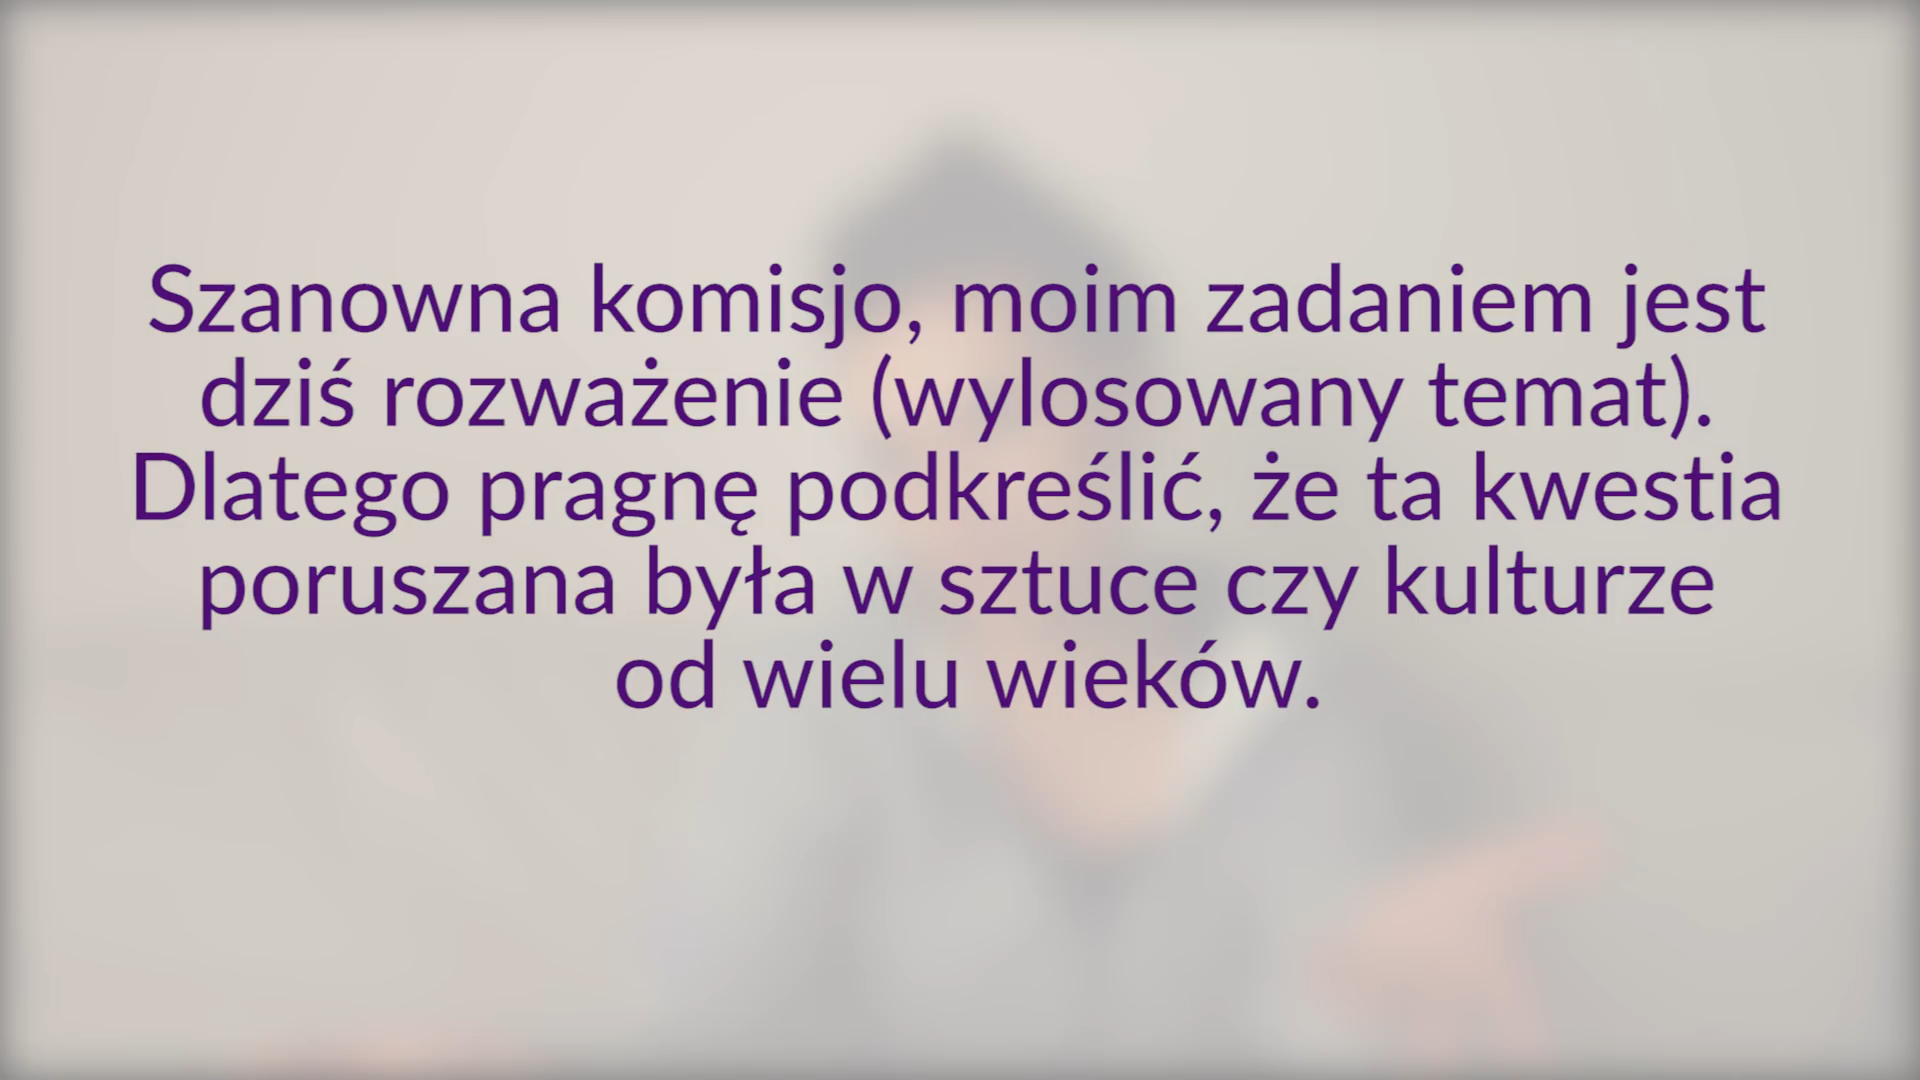 Szanowna komisjo, moim zadaniem jest
dziś rozważenie (wylosowany temat).
Dlatego pragnę podkreślić, że ta kwestia
poruszana była w sztuce czy kulturze
od wielu wieków.